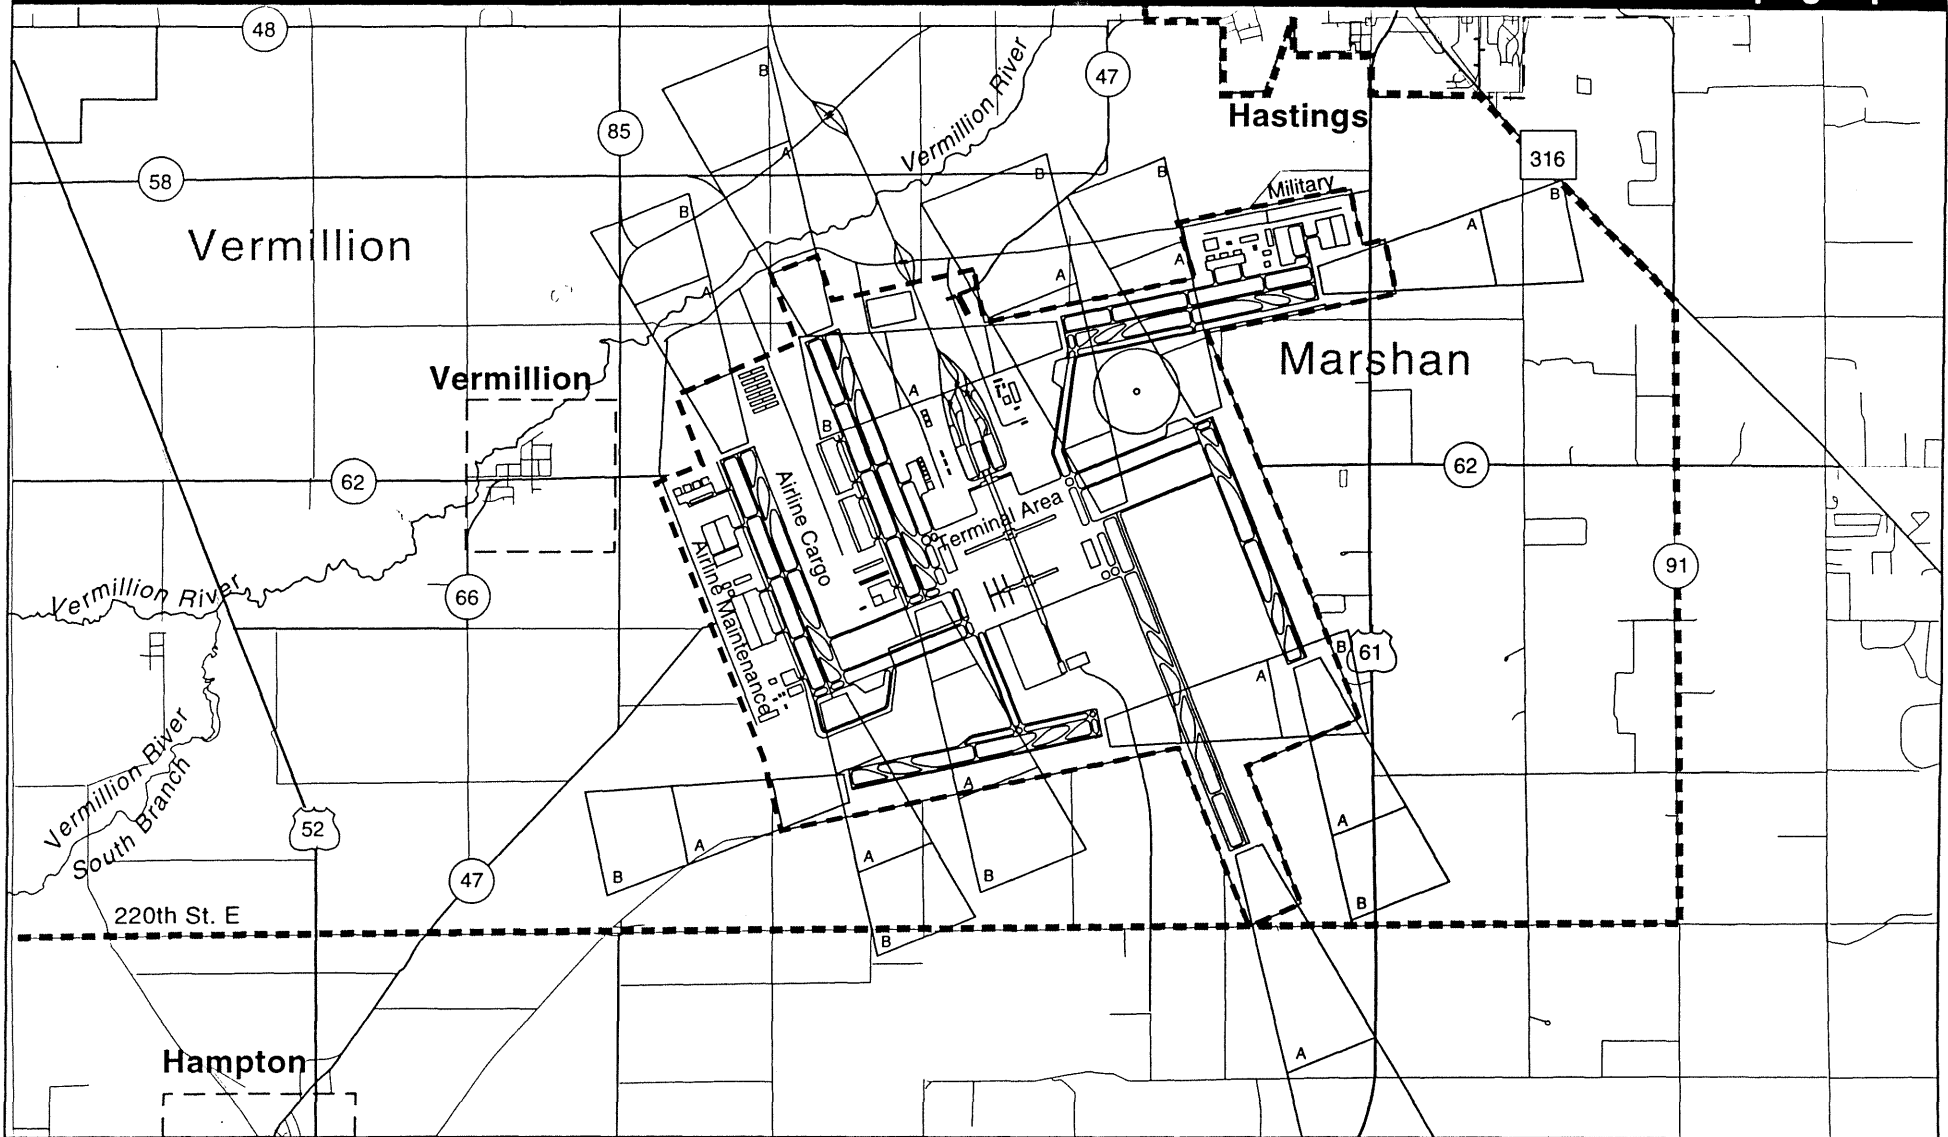 48
47
Vermillion River
B
85
Hastings
A
316
58
B
B
Military
B
B
A
Vermillion
A
A
A
Marshan
Vermillion
A
B
62
62
Airline Cargo
Terminal Area
91
Vermillion River
66
Airline Maintenance
B
61
A
Vermillion River
South Branch
A
52
A
A
A
B
B
47
B
220th St. E
B
Hampton
A